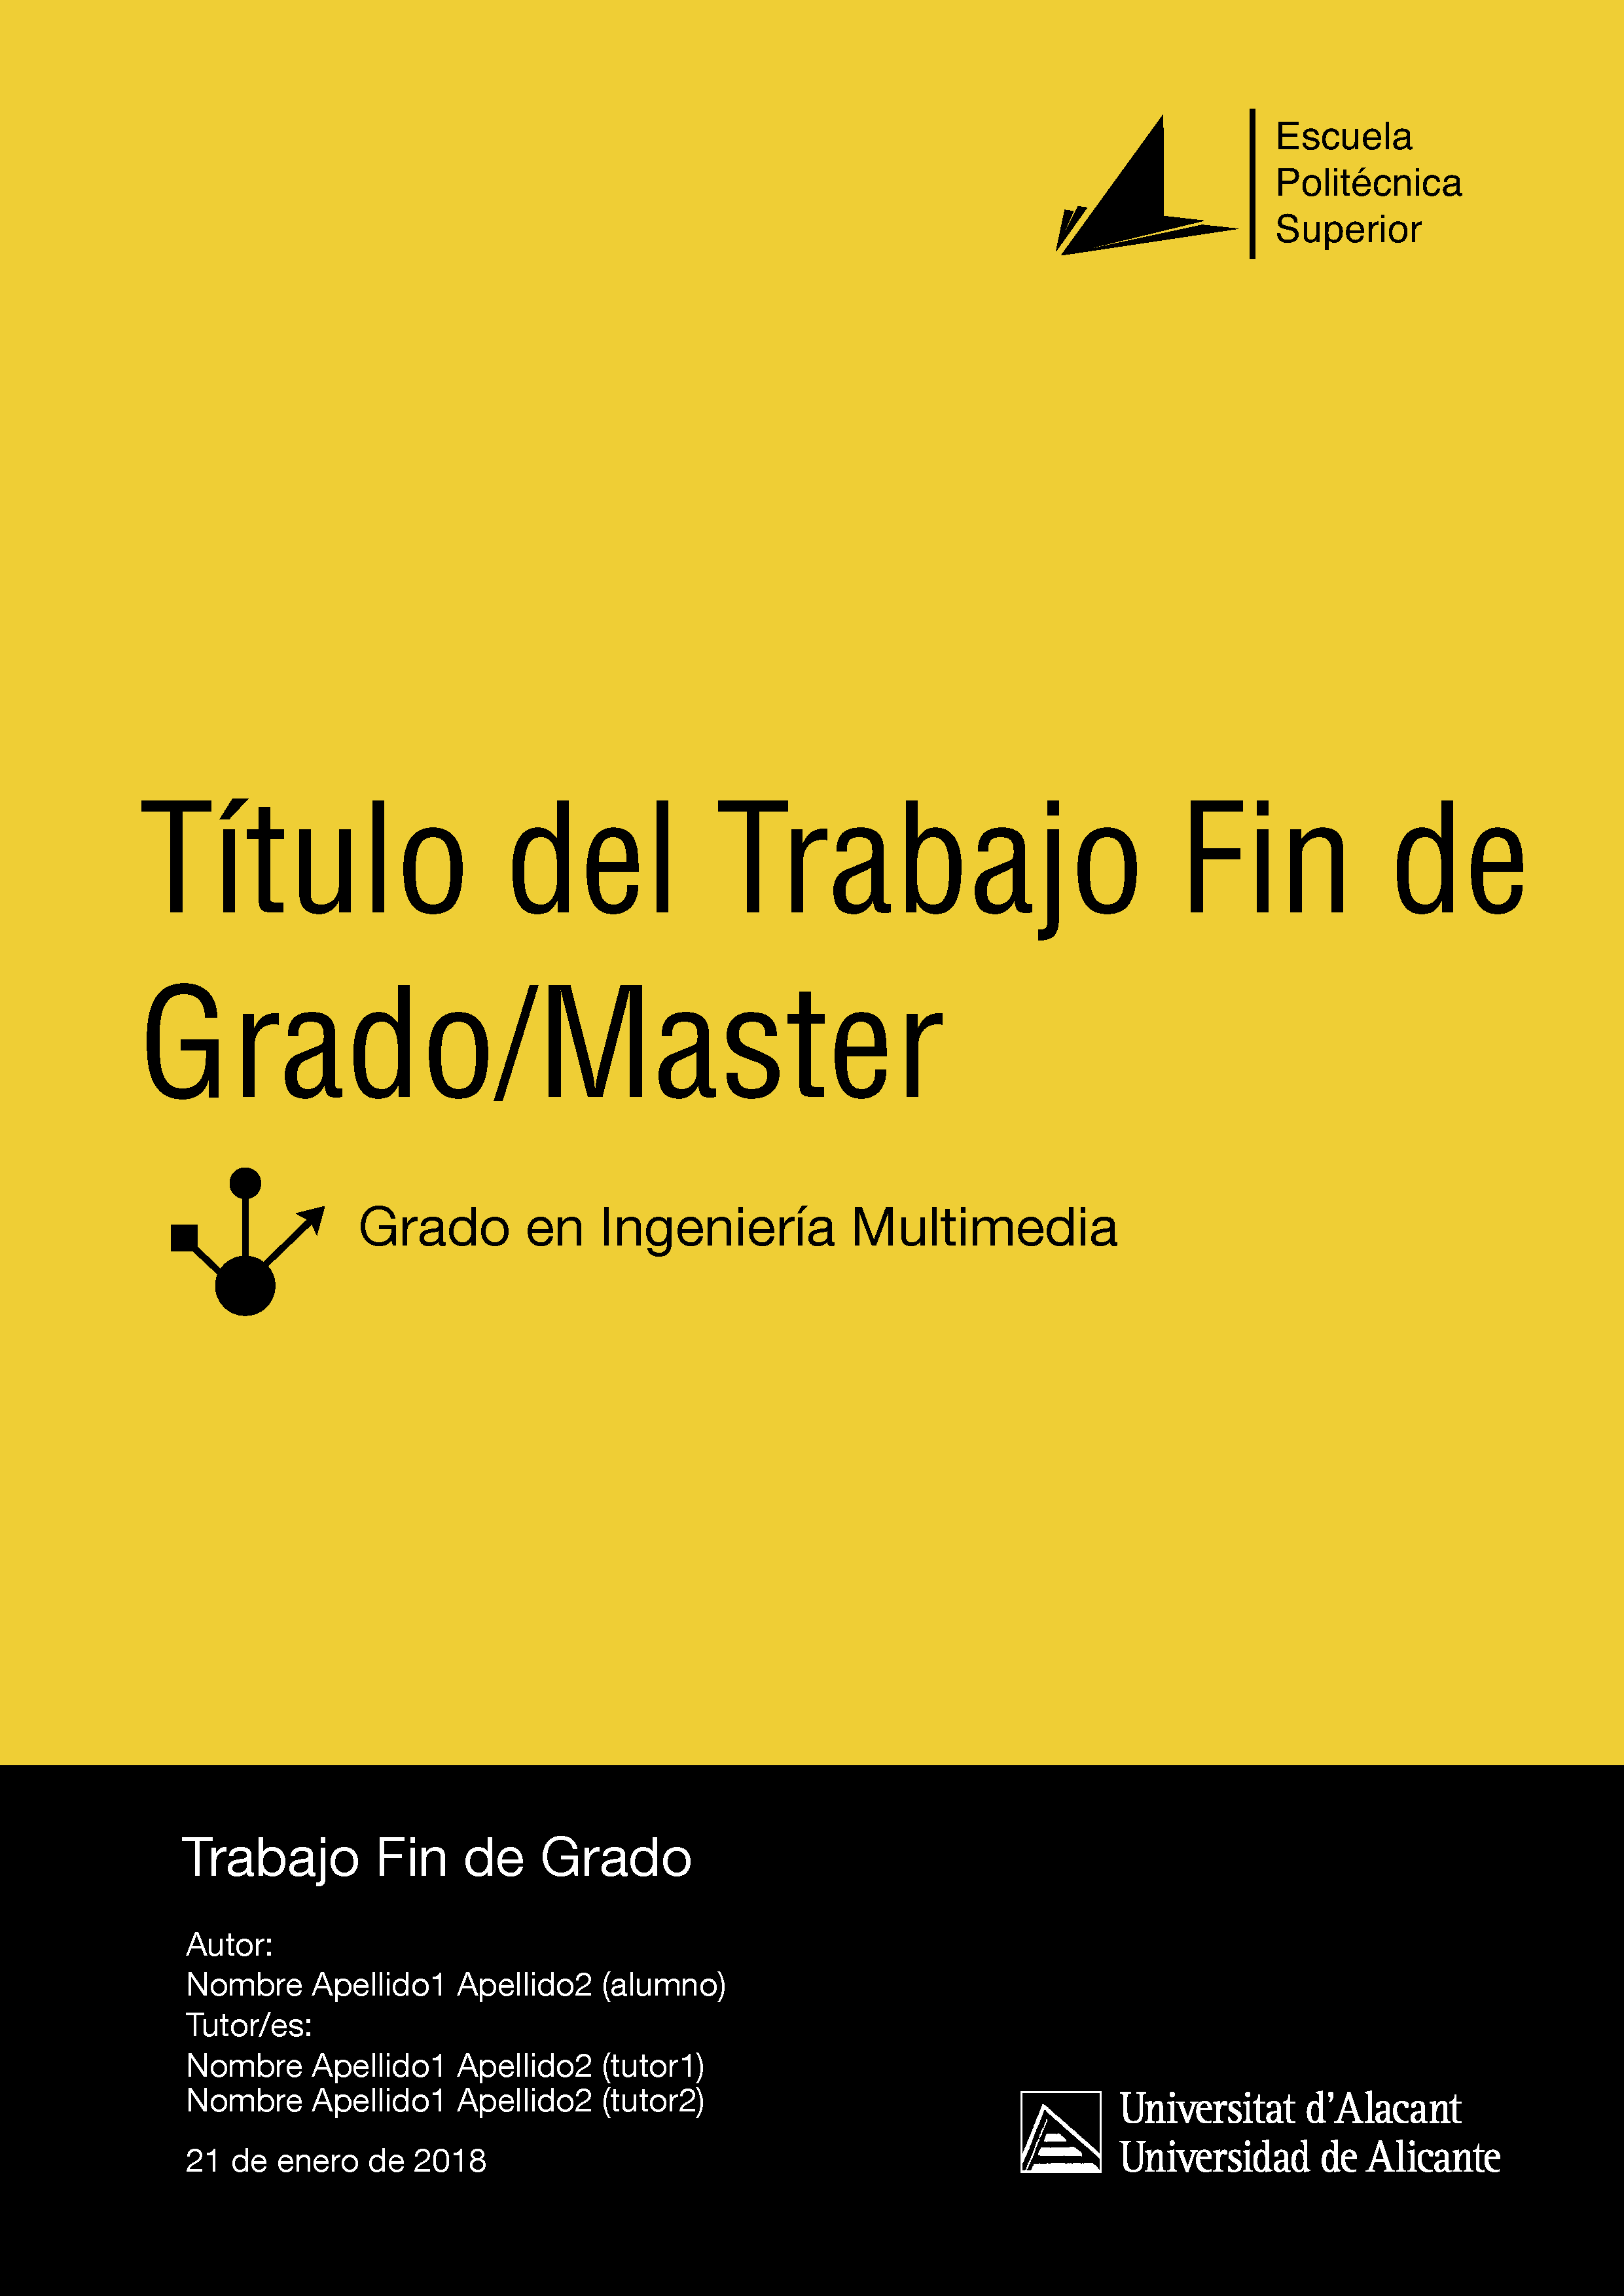 Escuela
Politécnica
Superior
Título del Trabajo Fin de
Grado/Master
Grado en Ingeniería Multimedia
Trabajo Fin de Grado
Autor:
Nombre Apellido1 Apellido2 (alumno)
Tutor/es:
Nombre Apellido1 Apellido2 (tutor1)
Nombre Apellido1 Apellido2 (tutor2)
21 de enero de 2018
Universitat d’Alacant
Universidad de Alicante